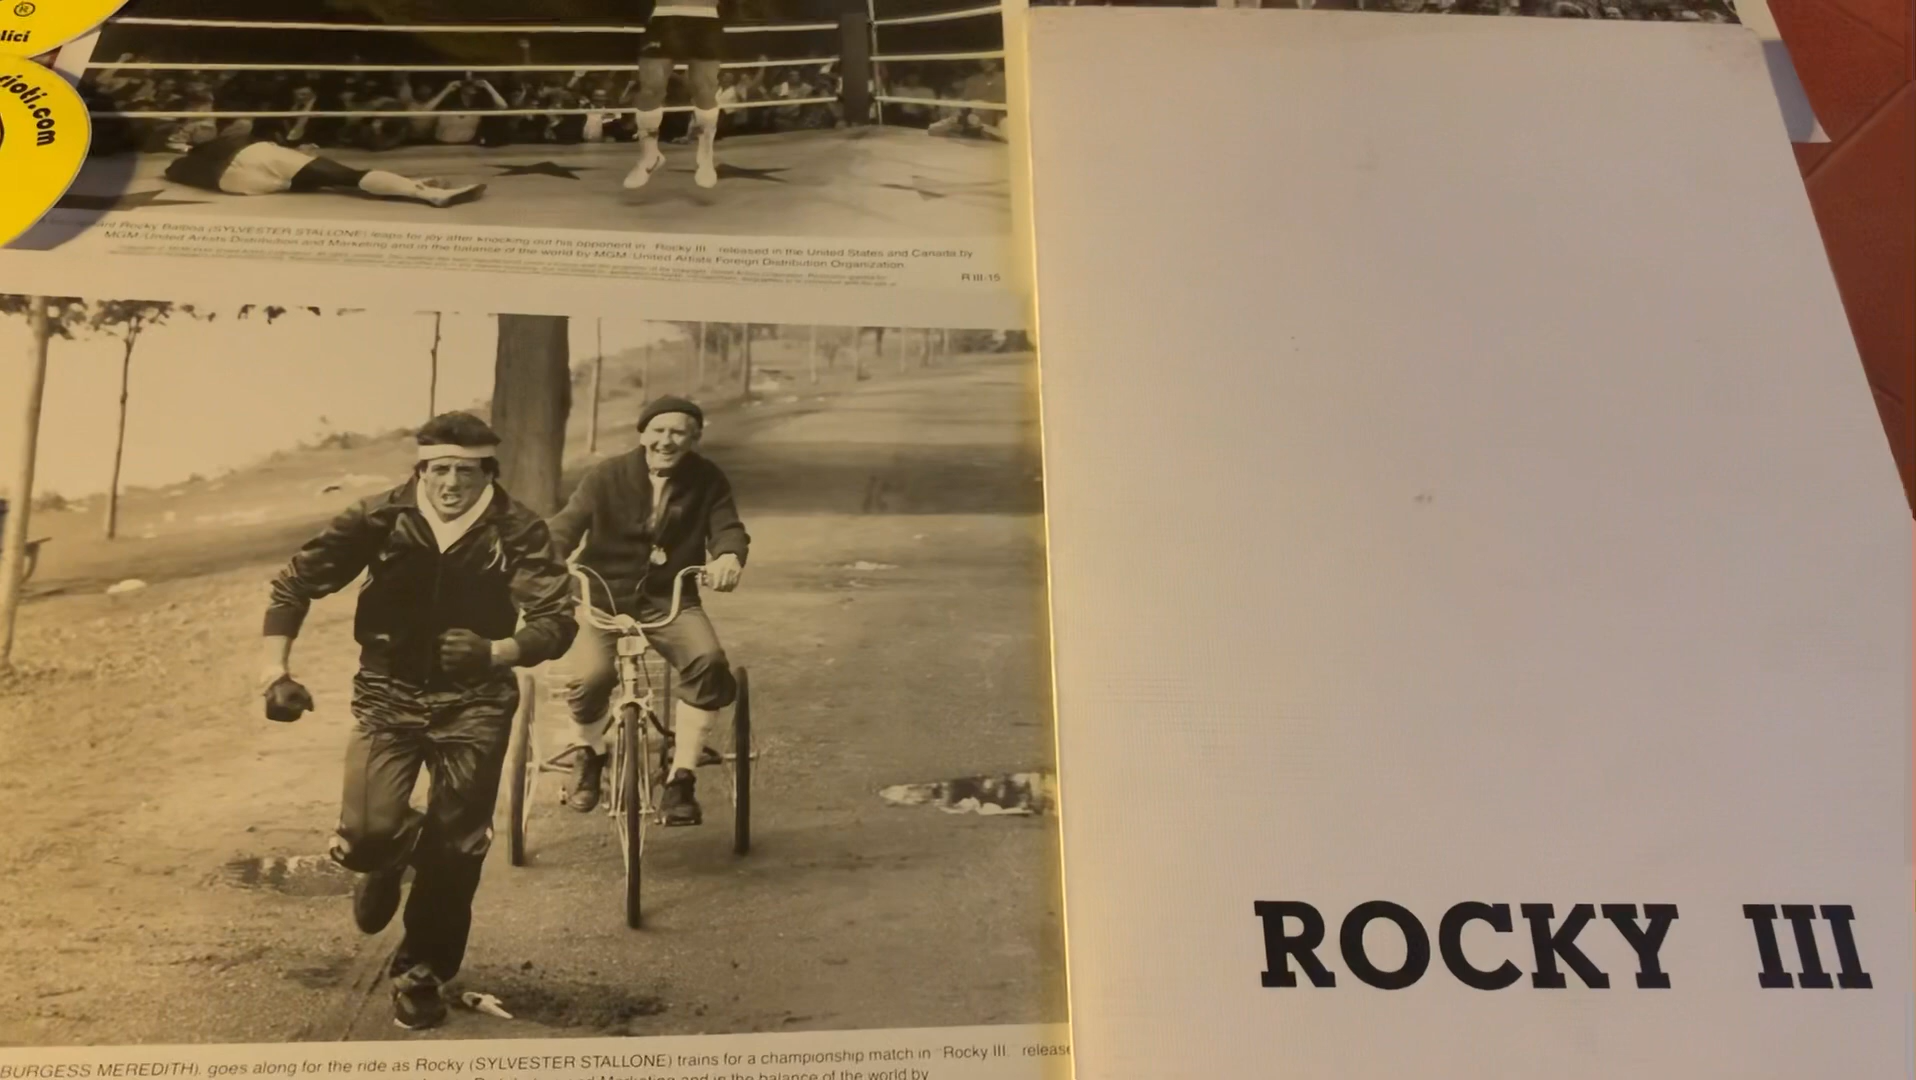 ®
lici
rioti.com
Rocky Balboa (SYLVESTER STALLONE) leaps for joy after knocking out his opponent in "Rocky III," released in the United States and Canada by
MGM/United Artists Distribution and Marketing and in the balance of the world by MGM/United Artists Foreign Distribution Organization.
R III-15
BURGESS MEREDITH), goes along for the ride as Rocky (SYLVESTER STALLONE) trains for a championship match in "Rocky III," releas
and Marketing and in the balance of the world by
ROCKY III